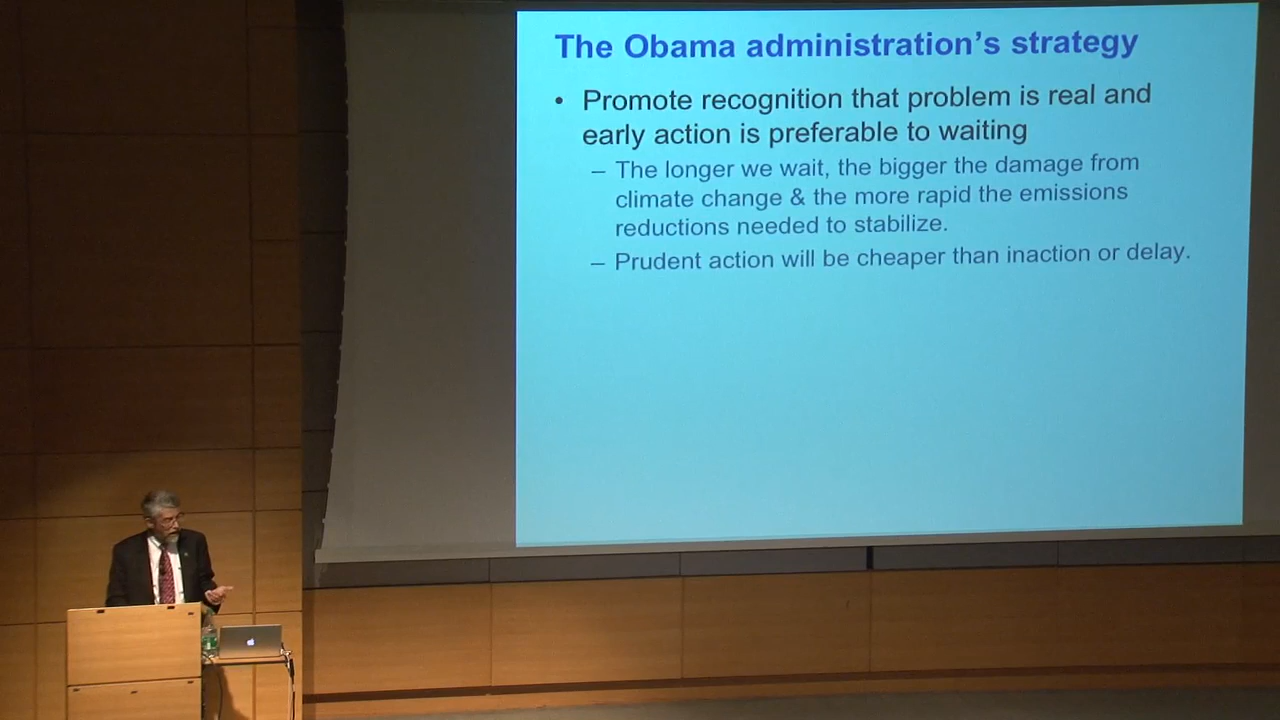 The Obama administration's strategy
• Promote recognition that problem is real and
early action is preferable to waiting
– The longer we wait, the bigger the damage from
climate change & the more rapid the emissions
reductions needed to stabilize.
– Prudent action will be cheaper than inaction or delay.